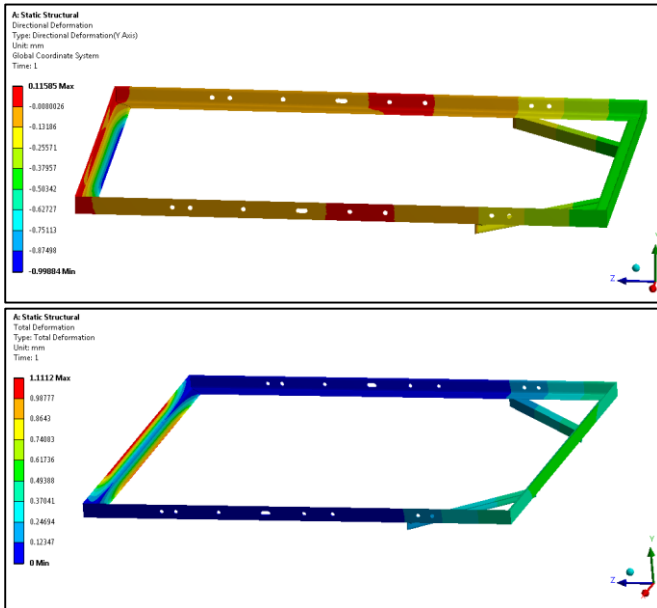 A: Static Structural
Directional Deformation
Type: Directional Deformation(Y Axis)
Unit: mm
Global Coordinate System
Time: 1
0.11585 Max
-0.0080026
-0.13186
-0.25571
-0.37957
-0.50342
-0.62727
-0.75113
-0.87498
-0.99884 Min
Y
Z
A: Static Structural
Total Deformation
Type: Total Deformation
Unit: mm
Time: 1
1.1112 Max
0.98777
0.8643
0.74083
0.61736
0.49388
0.37041
0.24694
0.12347
0 Min
Y
Z